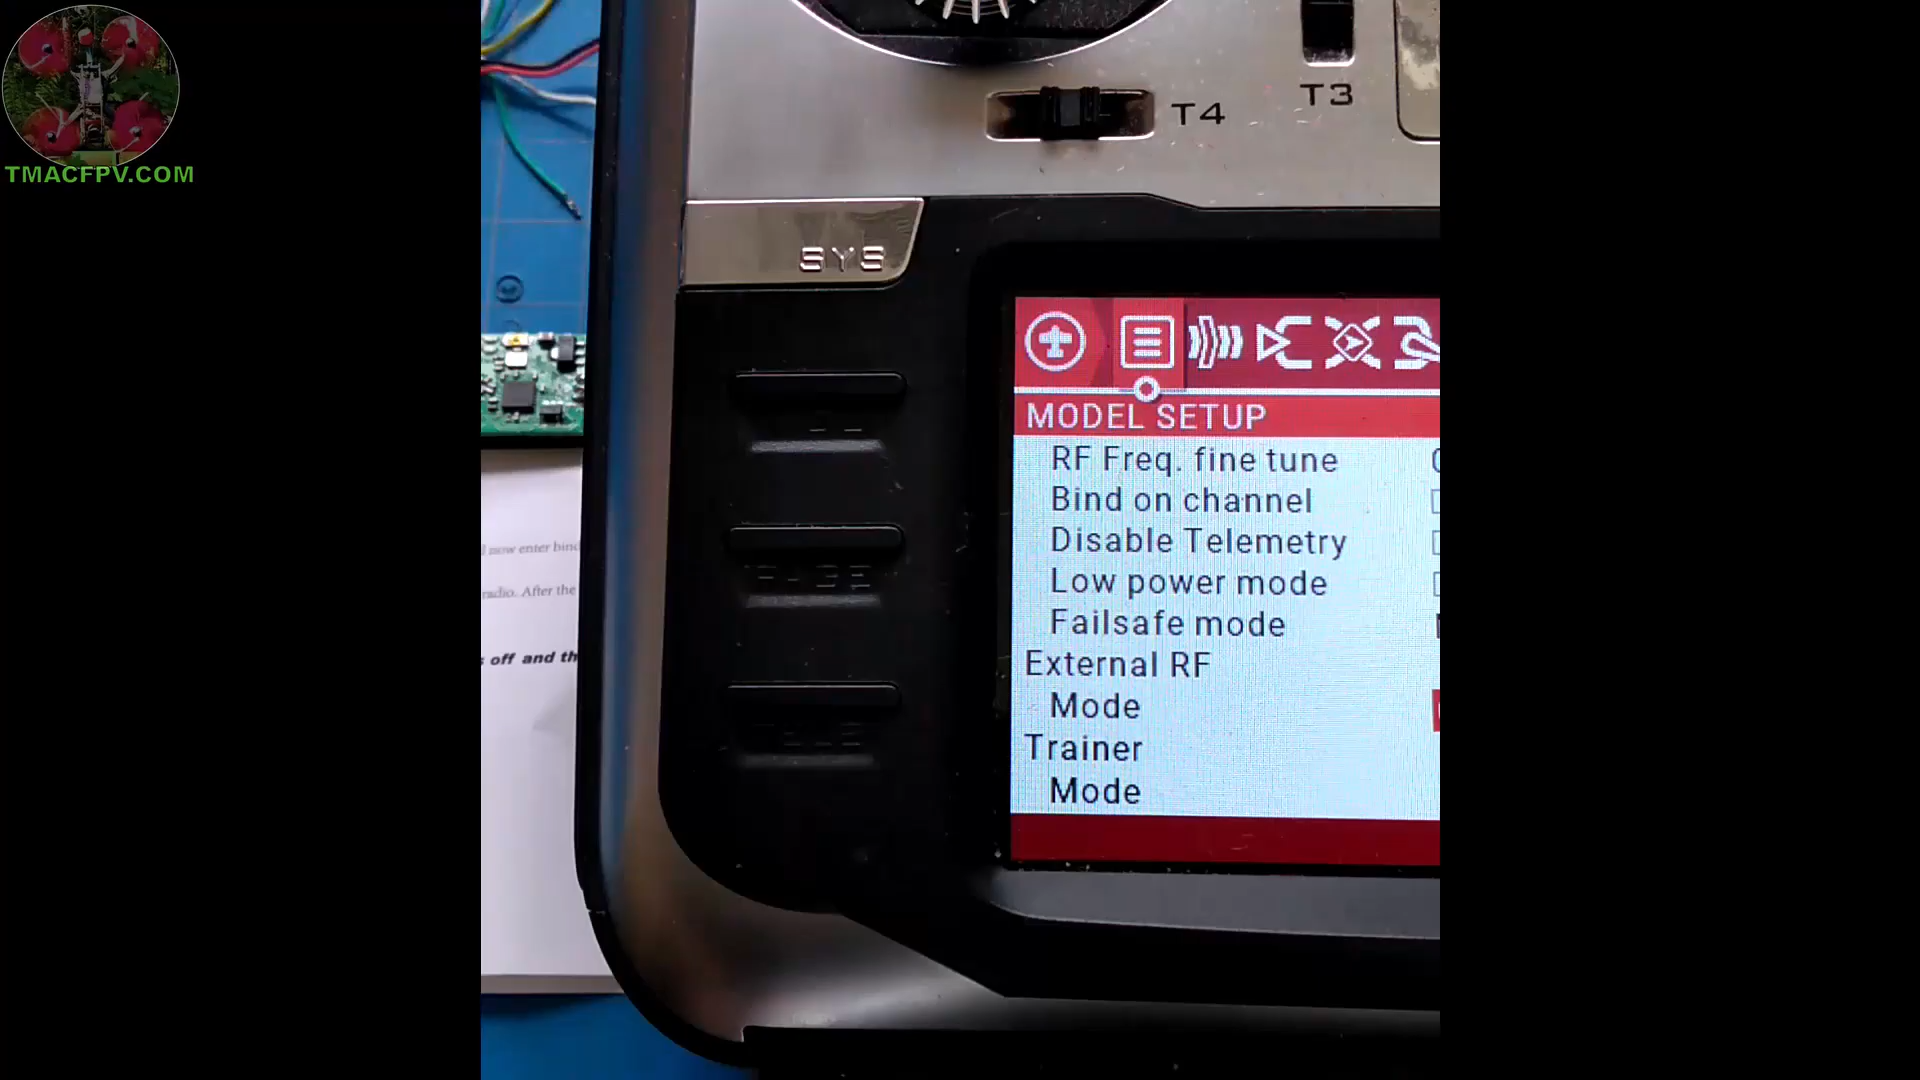 TMACFPV.COM
T3
T4
SYS
MODEL SETUP
RF Freq. fine tune
Bind on channel
Disable Telemetry
Low power mode
Failsafe mode
External RF
Mode
Trainer
Mode
now enter bind
radio. After the
off and th